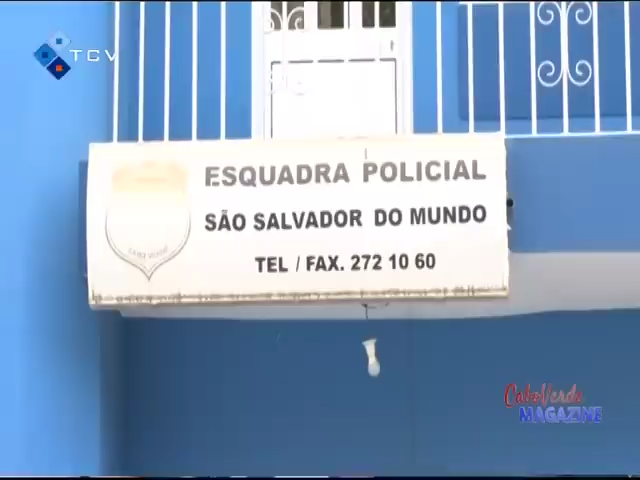 TCV
ESQUADRA POLICIAL
SÃO SALVADOR DO MUNDO
TEL / FAX. 272 10 60
CaboVerde
MAGAZINE